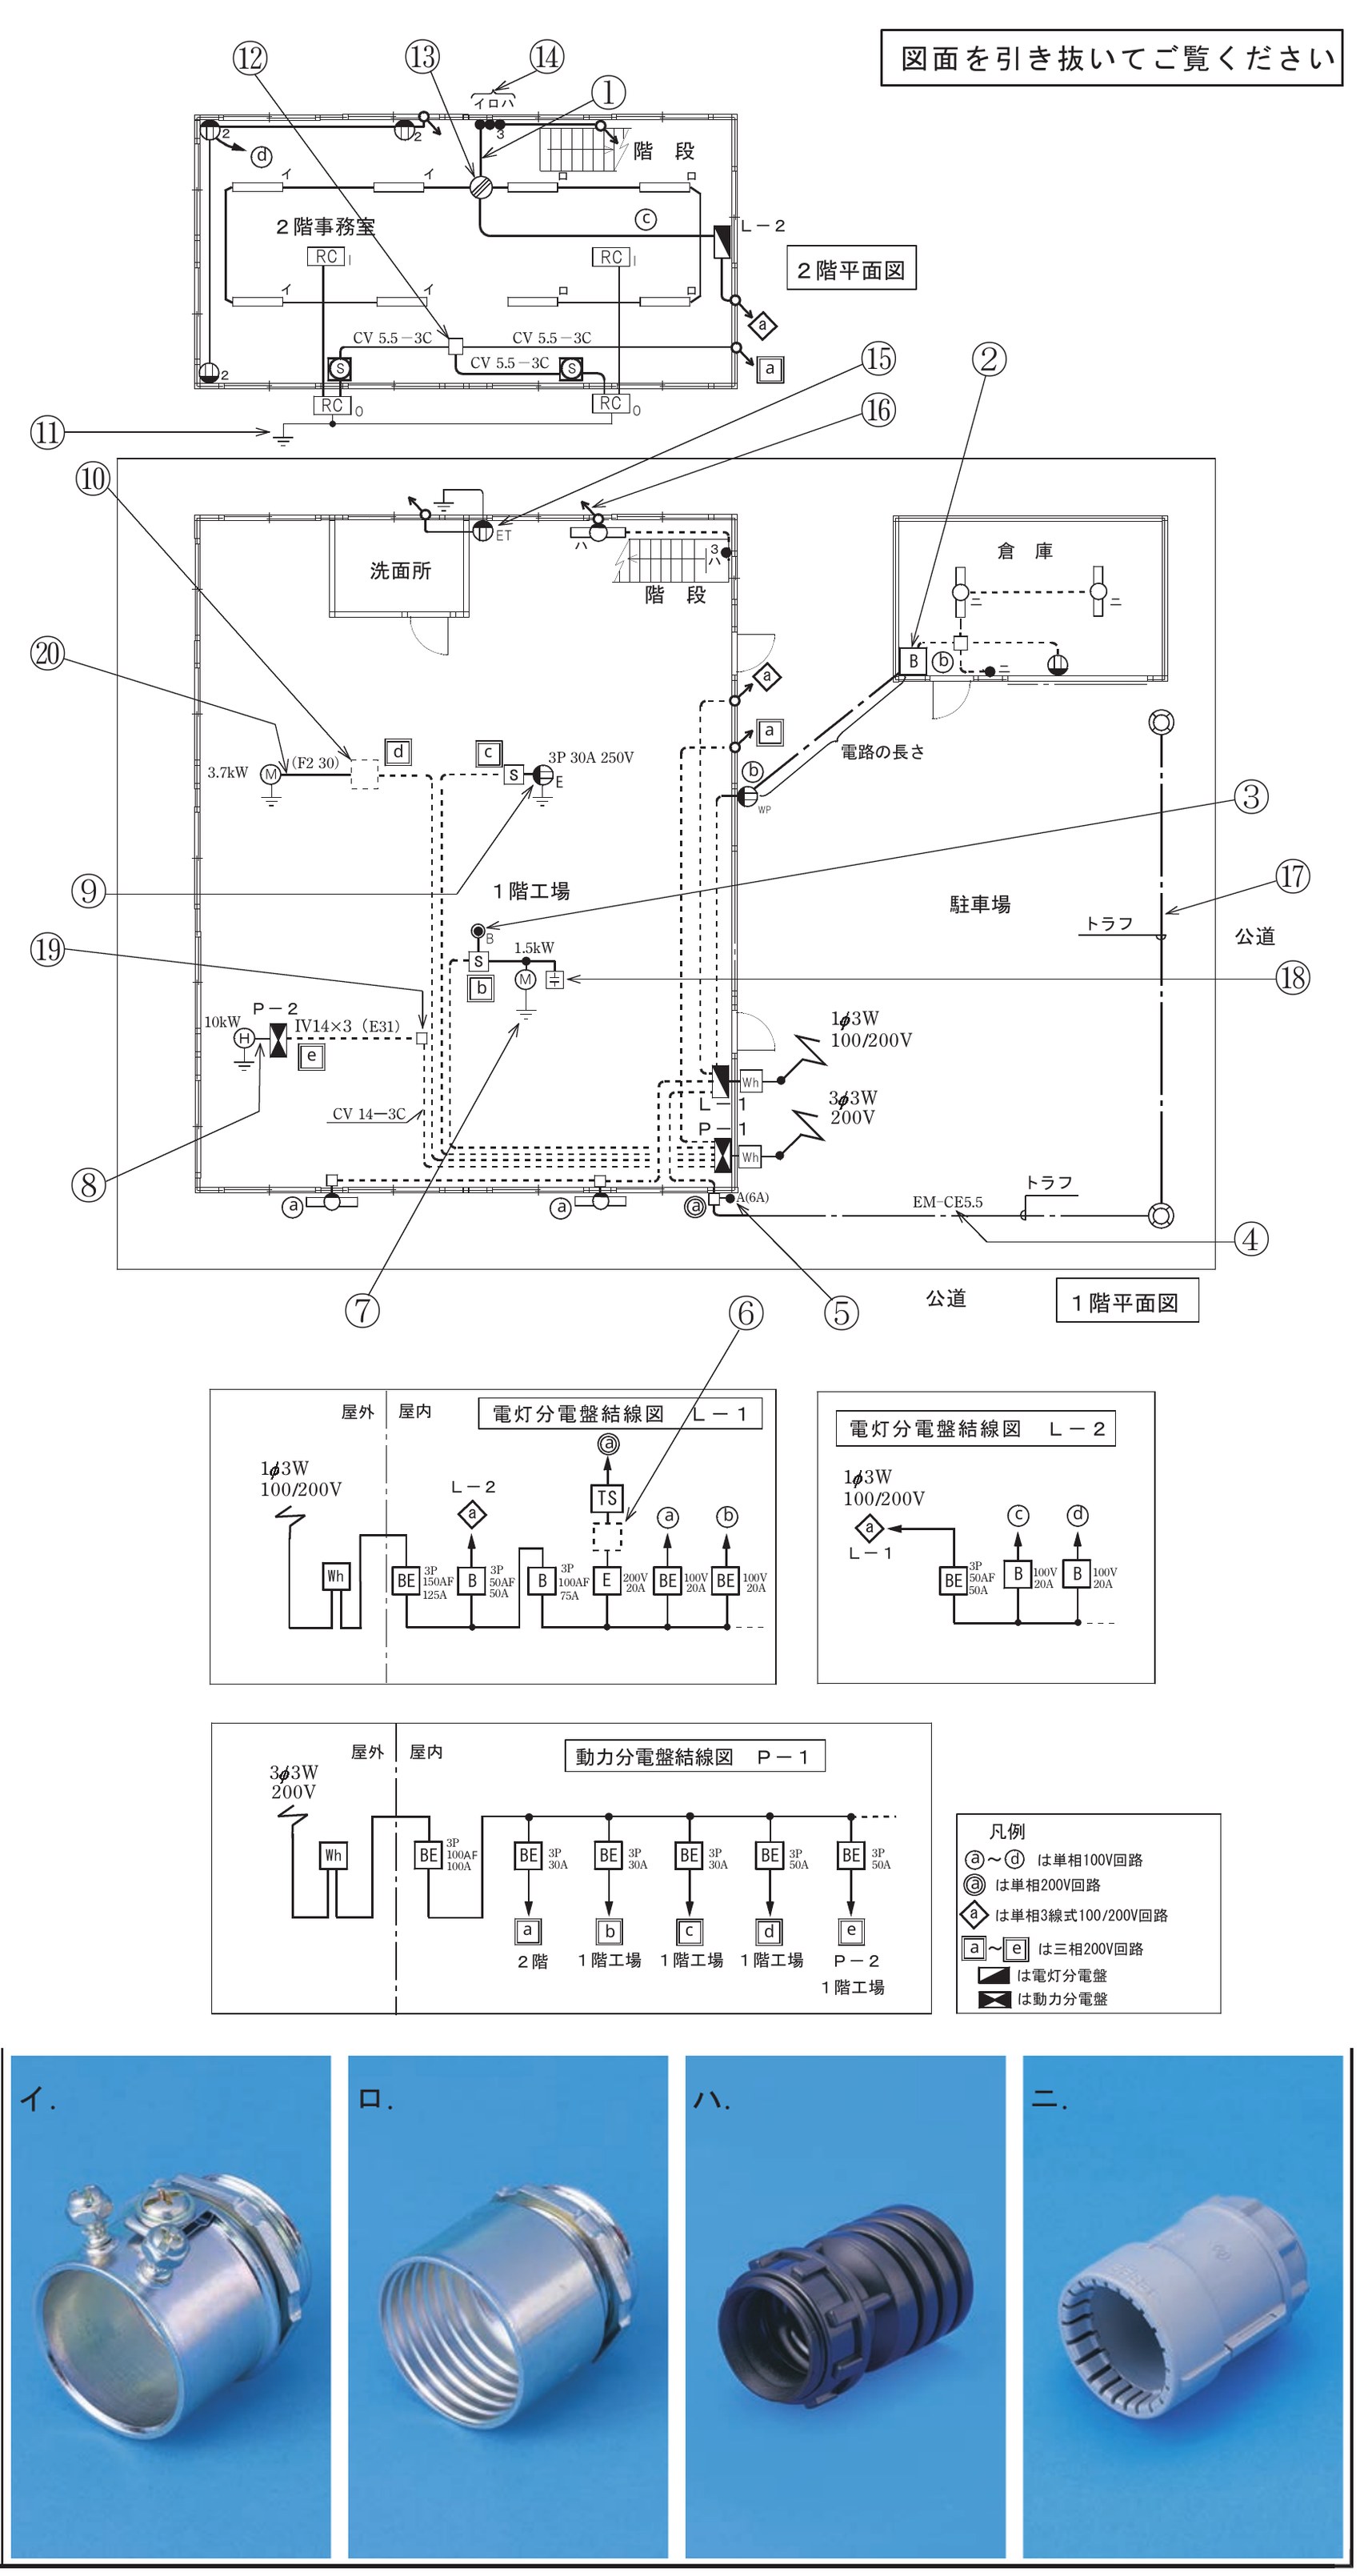 図面を引き抜いてご覧ください
⑫
⑬
⑭
①
イロハ
3
階 段
2
2
ⓓ
イ
イ
ロ
ロ
ⓒ
L－2
2階事務室
RC I
RC I
2階平面図
イ
イ
ロ
ロ
a
CV 5.5－3C
CV 5.5－3C
CV 5.5－3C
S
S
a
2
RC O
RC O
⑮
②
⑯
⑪
⑩
ET
ハ
3
ハ
洗面所
階 段
倉 庫
ニ
ニ
B
ⓑ
ニ
⑳
a
a
電路の長さ
d
c
3P 30A 250V
3.7kW
M
(F2 30)
S
E
ⓑ
WP
③
⑨
1階工場
駐車場
⑰
トラフ
公道
⑲
B
1.5kW
S
M
b
⑱
P－2
10kW
H
IV14×3（E31）
e
1φ3W
100/200V
Wh
L－1
3φ3W
200V
P－1
Wh
CV 14－3C
⑧
ⓐ
ⓐ
ⓐ
A(6A)
EM-CE5.5
トラフ
④
⑦
⑥
⑤
公道
1階平面図
電灯分電盤結線図 L－1
屋外
屋内
1φ3W
100/200V
L－2
a
ⓐ
TS
ⓐ
ⓑ
Wh
BE
3P
150AF
125A
B
3P
50AF
50A
B
3P
100AF
75A
E
200V
20A
BE
100V
20A
BE
100V
20A
電灯分電盤結線図 L－2
1φ3W
100/200V
a
L－1
ⓒ
ⓓ
BE
3P
50AF
50A
B
100V
20A
B
100V
20A
動力分電盤結線図 P－1
屋外
屋内
3φ3W
200V
Wh
BE
3P
100AF
100A
BE
3P
30A
BE
3P
30A
BE
3P
30A
BE
3P
50A
BE
3P
50A
a
b
c
d
e
2階
1階工場
1階工場
1階工場
P－2
1階工場
凡例
ⓐ～ⓓ は単相100V回路
ⓐ は単相200V回路
a は単相3線式100/200V回路
a～e は三相200V回路
は電灯分電盤
は動力分電盤
イ.
ロ.
ハ.
ニ.